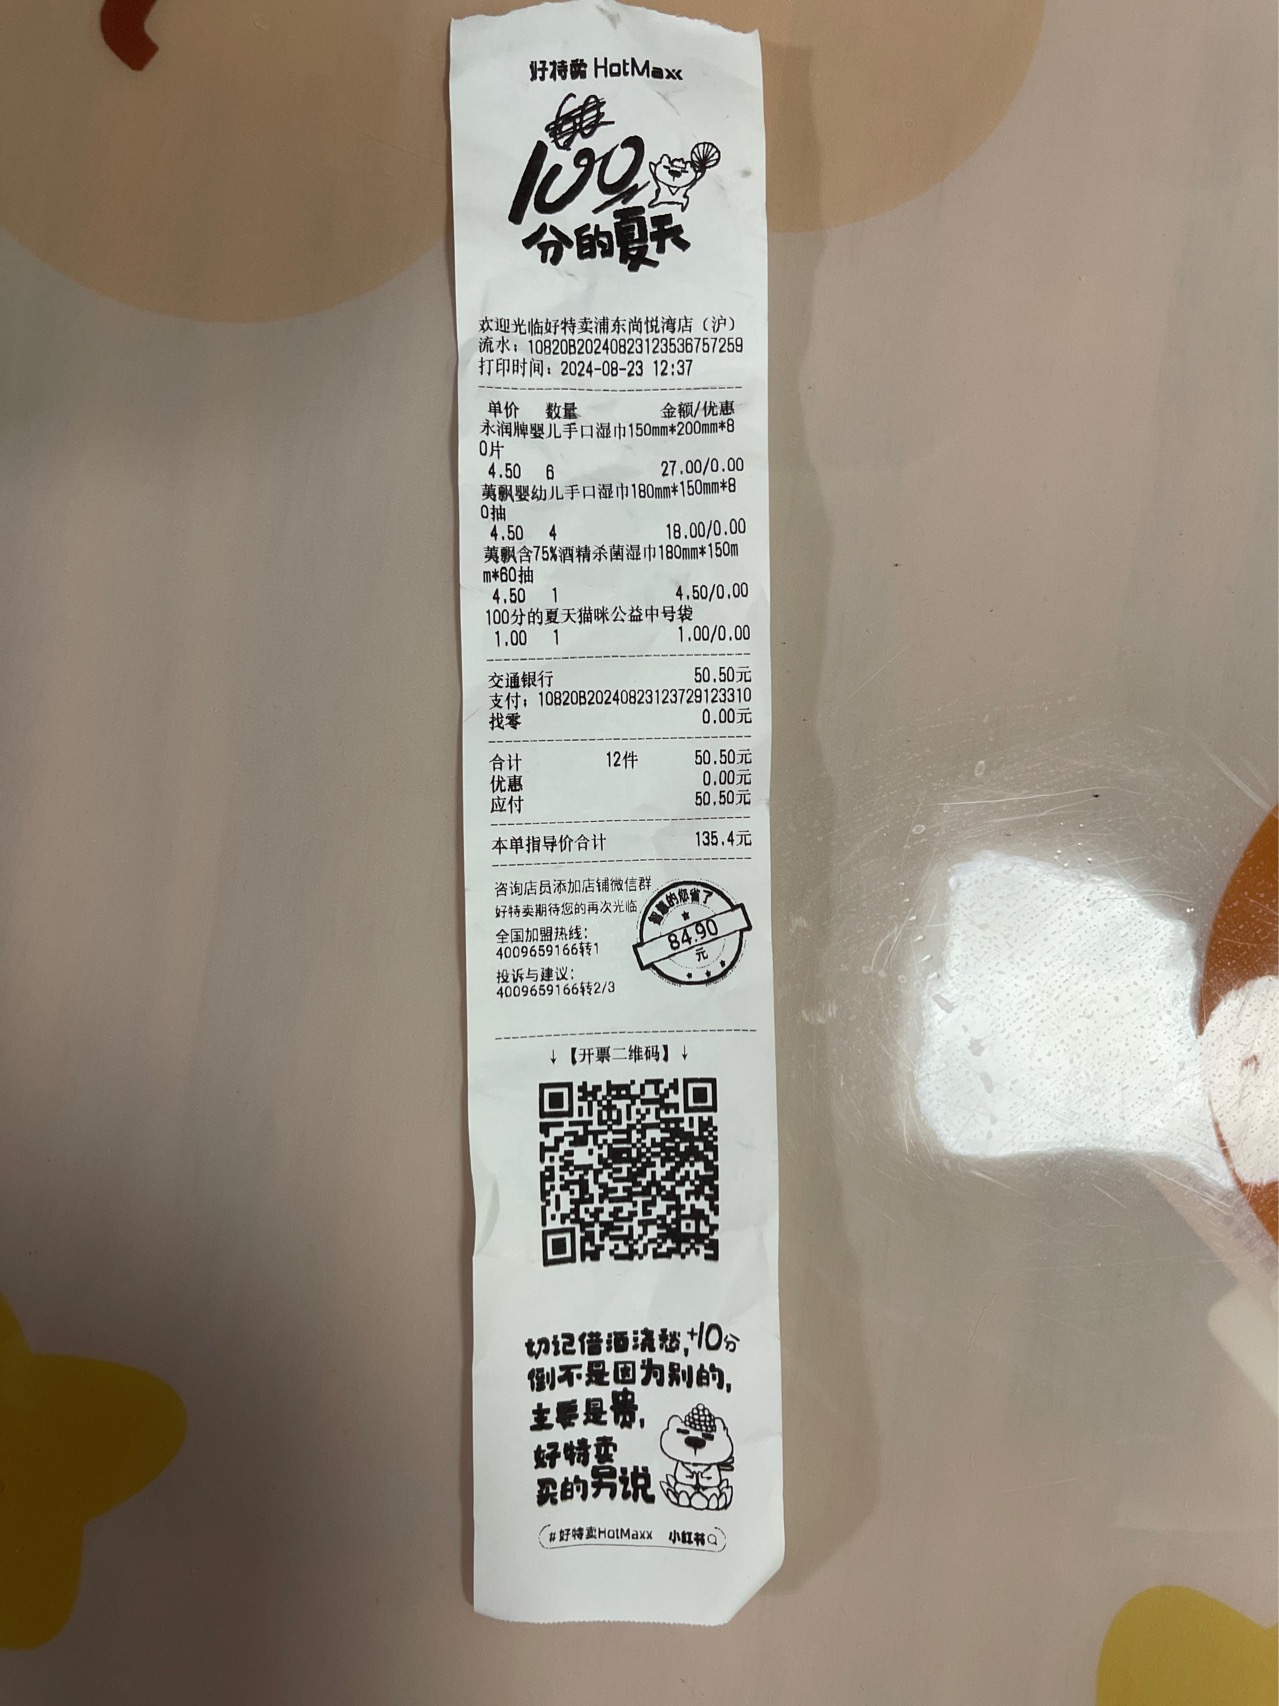 好特卖 HotMaxx
100
分的夏天
欢迎光临好特卖浦东尚悦湾店（沪）
流水：10820B20240823123536757259
打印时间：2024-08-23 12:37
单价 数量 金额/优惠
永润牌婴儿手口湿巾150mm*200mm*8
0片
4.50 6 27.00/0.00
荑飘婴幼儿手口湿巾180mm*150mm*8
0抽
4.50 4 18.00/0.00
荑飘含75%酒精杀菌湿巾180mm*150m
m*60抽
4.50 1 4.50/0.00
100分的夏天猫咪公益中号袋
1.00 1 1.00/0.00
交通银行 50.50元
支付：10820B20240823123729123310
找零 0.00元
合计 12件 50.50元
优惠 0.00元
应付 50.50元
本单指导价合计 135.4元
咨询店员添加店铺微信群
好特卖期待您的再次光临
全国加盟热线：
4009659166转1
投诉与建议：
4009659166转2/3
的您省了
84.90
元
↓【开票二维码】↓
切记借酒浇愁,+10分
倒不是因为别的,
主要是贵,
好特卖
买的另说
#好特卖HotMaxx 小红书